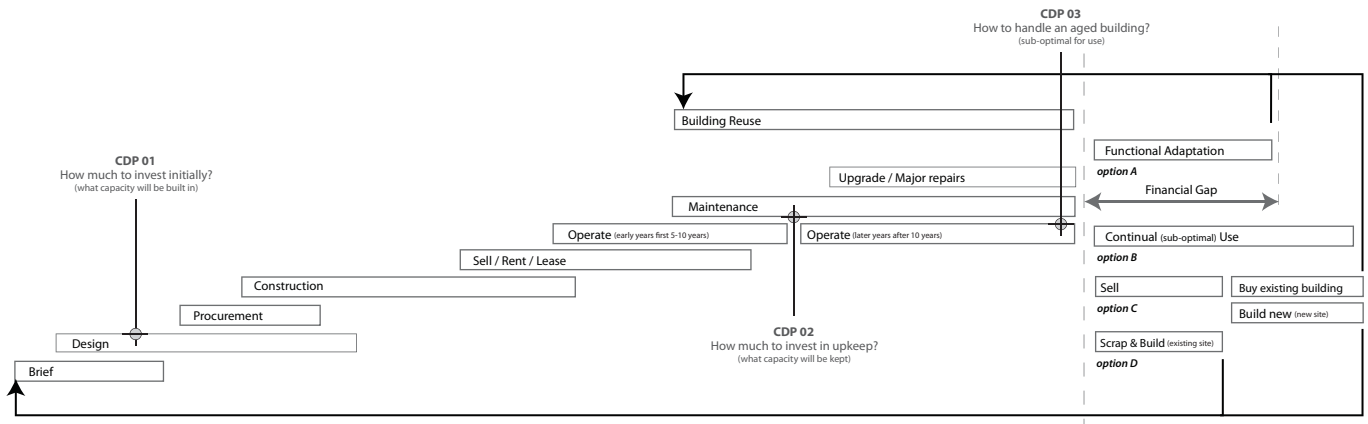 CDP 03
How to handle an aged building?
(sub-optimal for use)
Building Reuse
Functional Adaptation
option A
CDP 01
How much to invest initially?
(what capacity will be built in)
Upgrade / Major repairs
Financial Gap
Maintenance
Operate (early years first 5-10 years)
Operate (later years after 10 years)
Continual (sub-optimal) Use
option B
Sell / Rent / Lease
Construction
Sell
Buy existing building
option C
Procurement
Build new (new site)
CDP 02
How much to invest in upkeep?
(what capacity will be kept)
Design
Scrap & Build (existing site)
option D
Brief